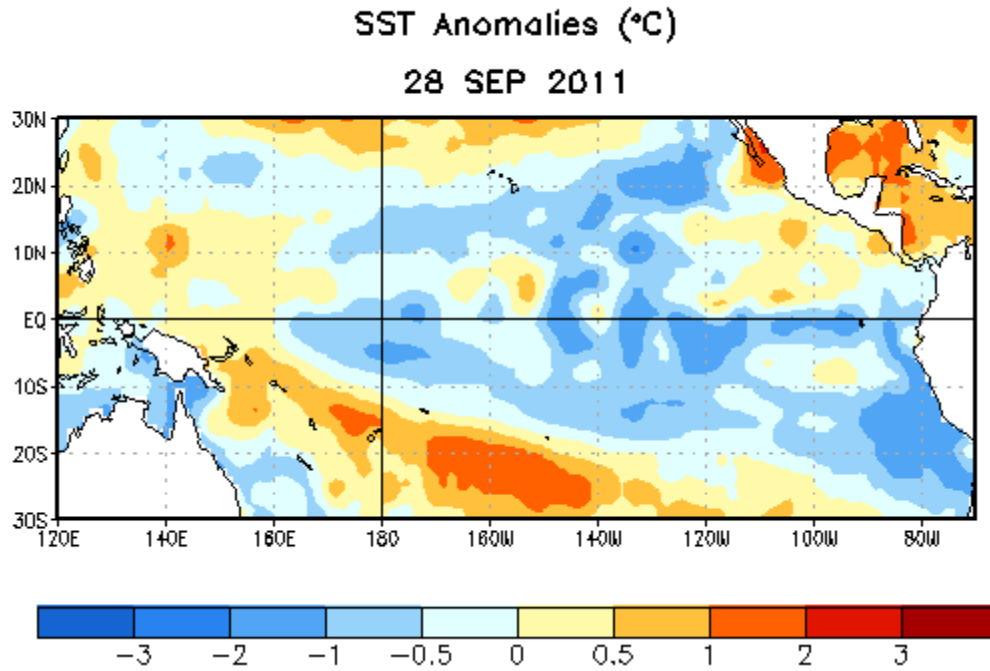 SST Anomalies (°C)
28 SEP 2011
30N
20N
10N
EQ
10S
20S
30S
120E 140E 160E 180 160W 140W 120W 100W 80W
-3 -2 -1 -0.5 0 0.5 1 2 3